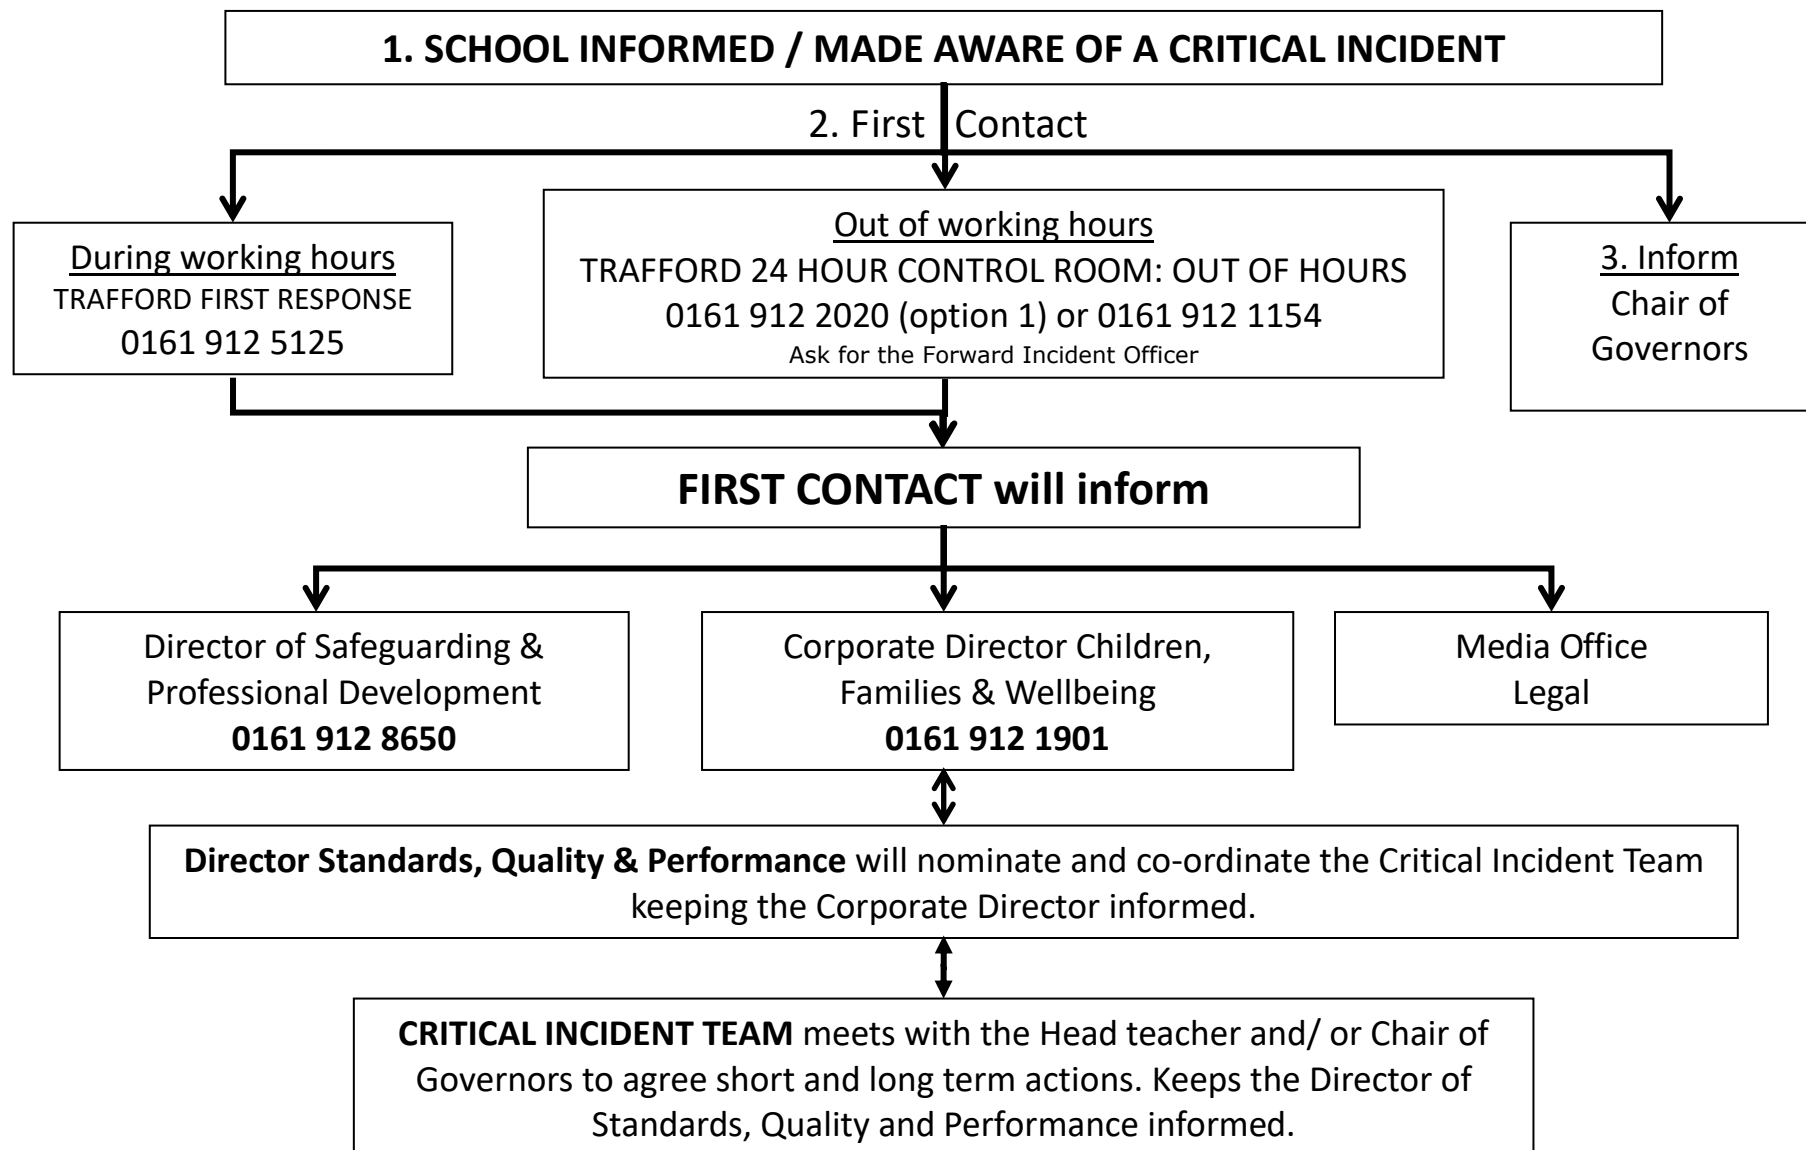 1. SCHOOL INFORMED / MADE AWARE OF A CRITICAL INCIDENT
2. First Contact
During working hours
TRAFFORD FIRST RESPONSE
0161 912 5125
Out of working hours
TRAFFORD 24 HOUR CONTROL ROOM: OUT OF HOURS
0161 912 2020 (option 1) or 0161 912 1154
Ask for the Forward Incident Officer
3. Inform
Chair of
Governors
FIRST CONTACT will inform
Director of Safeguarding &
Professional Development
0161 912 8650
Corporate Director Children,
Families & Wellbeing
0161 912 1901
Media Office
Legal
Director Standards, Quality & Performance will nominate and co-ordinate the Critical Incident Team
keeping the Corporate Director informed.
CRITICAL INCIDENT TEAM meets with the Head teacher and/ or Chair of
Governors to agree short and long term actions. Keeps the Director of
Standards, Quality and Performance informed.